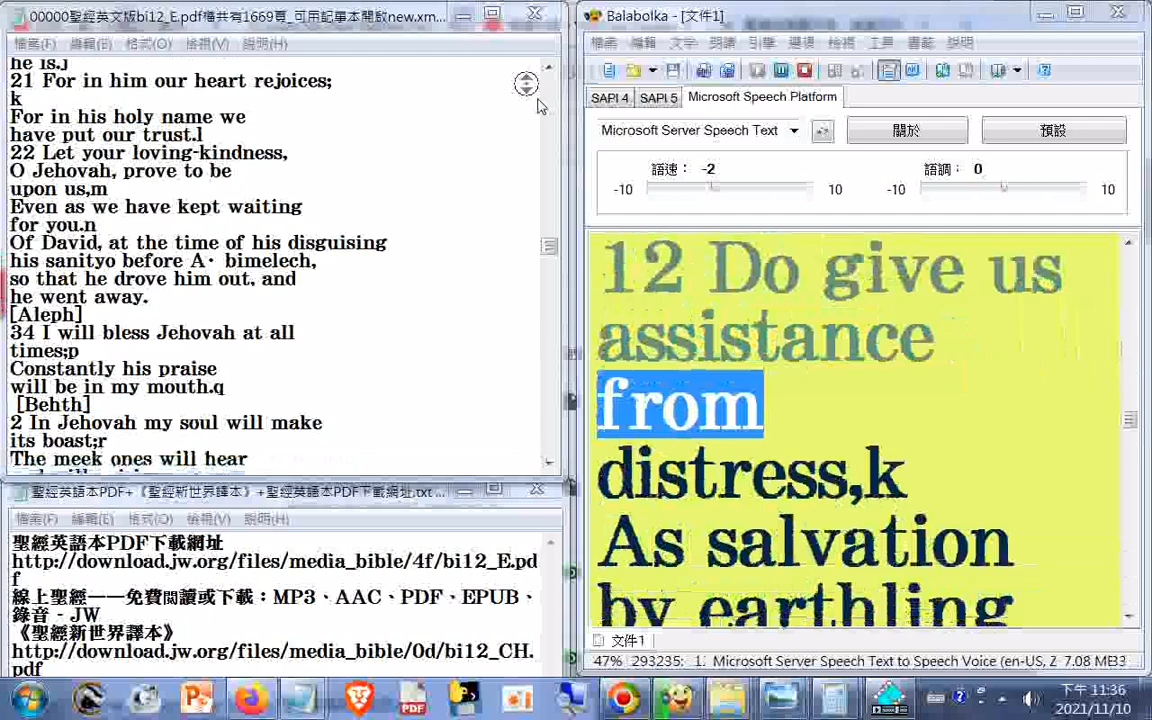 00000聖經英文版bi12_E.pdf檔共有1669頁_可用記事本開啟new.xm...
檔案(F) 編輯(E) 格式(O) 檢視(V) 說明(H)
he is.j
21 For in him our heart rejoices;
k
For in his holy name we
have put our trust.l
22 Let your loving-kindness,
O Jehovah, prove to be
upon us,m
Even as we have kept waiting
for you.n
Of David, at the time of his disguising
his sanityo before A· bimelech,
so that he drove him out, and
he went away.
[Aleph]
34 I will bless Jehovah at all
times;p
Constantly his praise
will be in my mouth.q
[Behth]
2 In Jehovah my soul will make
its boast;r
The meek ones will hear
聖經英語本PDF+《聖經新世界譯本》+聖經英語本PDF下載網址.txt ...
檔案(F) 編輯(E) 格式(O) 檢視(V) 說明(H)
聖經英語本PDF下載網址
http://download.jw.org/files/media_bible/4f/bi12_E.pd
f
線上聖經——免費閱讀或下載：MP3、AAC、PDF、EPUB、
錄音 - JW
《聖經新世界譯本》
http://download.jw.org/files/media_bible/0d/bi12_CH.
pdf
Balabolka - [文件1]
檔案 編輯 文字 朗讀 引擎 選項 檢視 工具 書籤 說明
SAPI 4 SAPI 5 Microsoft Speech Platform
Microsoft Server Speech Text 關於 預設
語速： -2 語調： 0
-10 10 -10 10
12 Do give us
assistance
from
distress,k
As salvation
by earthling
文件1
47% 293235: 1: Microsoft Server Speech Text to Speech Voice (en-US, Z 7.08 MB
下午 11:36
2021/11/10